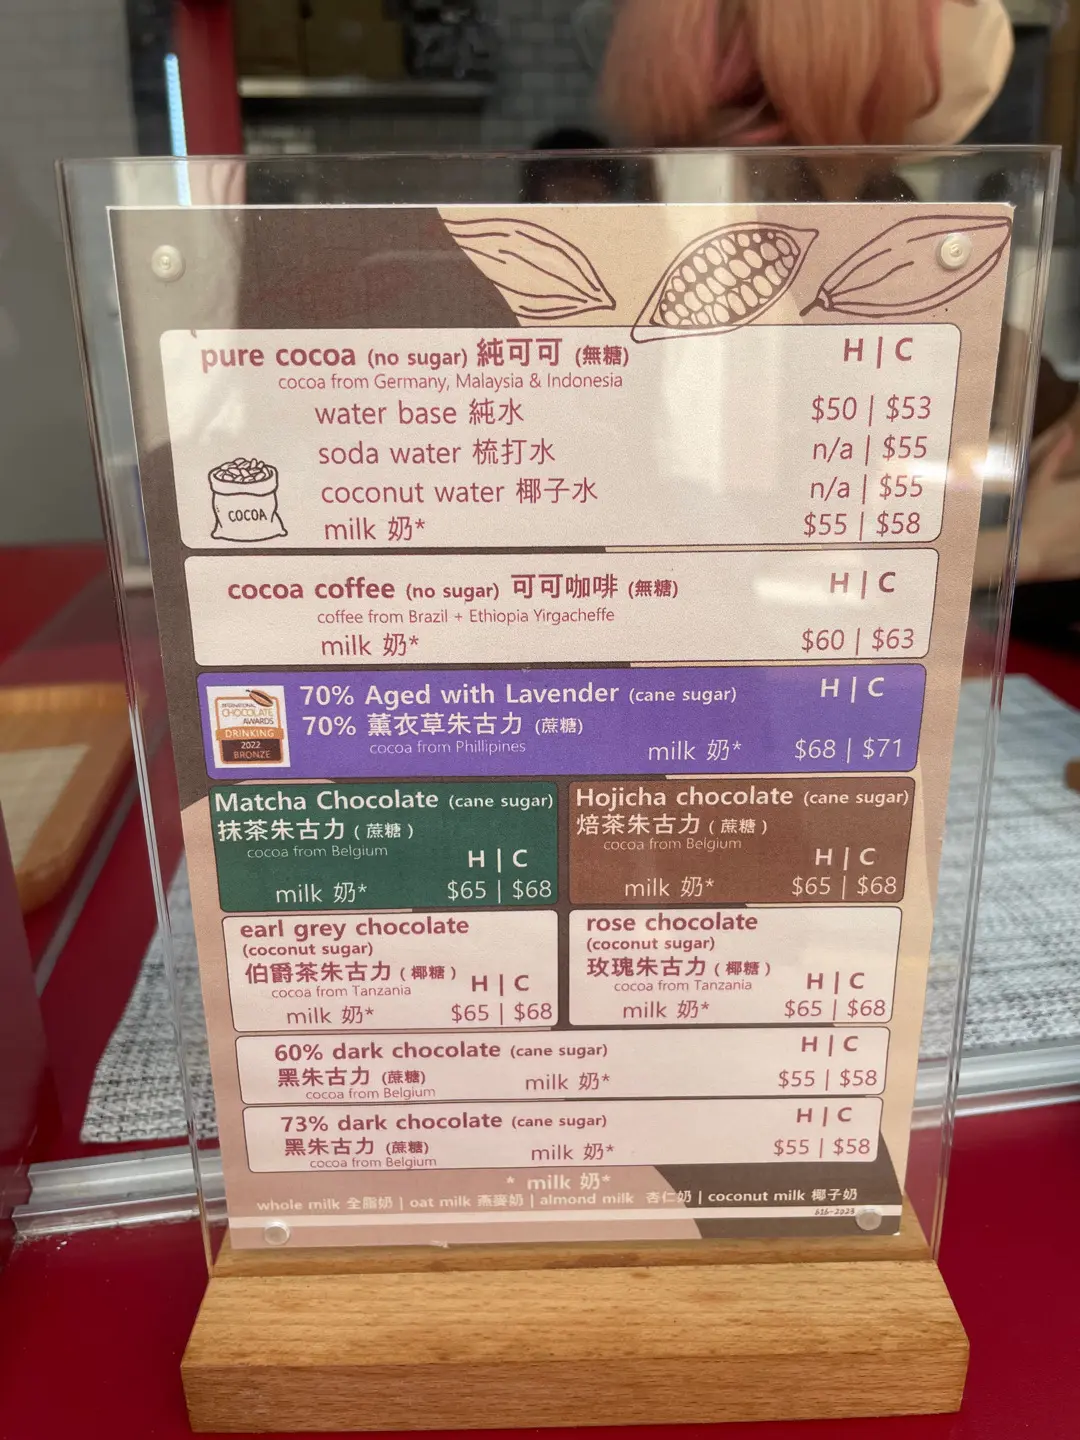 pure cocoa (no sugar) 純可可 (無糖) H | C
cocoa from Germany, Malaysia & Indonesia
water base 純水 $50 | $53
soda water 梳打水 n/a | $55
coconut water 椰子水 n/a | $55
milk 奶* $55 | $58
COCOA
cocoa coffee (no sugar) 可可咖啡 (無糖) H | C
coffee from Brazil + Ethiopia Yirgacheffe
milk 奶* $60 | $63
INTERNATIONAL
CHOCOLATE
AWARDS
DRINKING
2022
BRONZE
70% Aged with Lavender (cane sugar) H | C
70% 薰衣草朱古力 (蔗糖)
cocoa from Phillipines
milk 奶* $68 | $71
Matcha Chocolate (cane sugar)
抹茶朱古力 (蔗糖)
cocoa from Belgium
H | C
milk 奶* $65 | $68
Hojicha chocolate (cane sugar)
焙茶朱古力 (蔗糖)
cocoa from Belgium
H | C
milk 奶* $65 | $68
earl grey chocolate
(coconut sugar)
伯爵茶朱古力 (椰糖)
cocoa from Tanzania H | C
milk 奶* $65 | $68
rose chocolate
(coconut sugar)
玫瑰朱古力 (椰糖)
cocoa from Tanzania H | C
milk 奶* $65 | $68
60% dark chocolate (cane sugar) H | C
黑朱古力 (蔗糖) milk 奶* $55 | $58
cocoa from Belgium
73% dark chocolate (cane sugar) H | C
黑朱古力 (蔗糖) milk 奶* $55 | $58
cocoa from Belgium
* milk 奶*
whole milk 全脂奶 | oat milk 燕麥奶 | almond milk 杏仁奶 | coconut milk 椰子奶